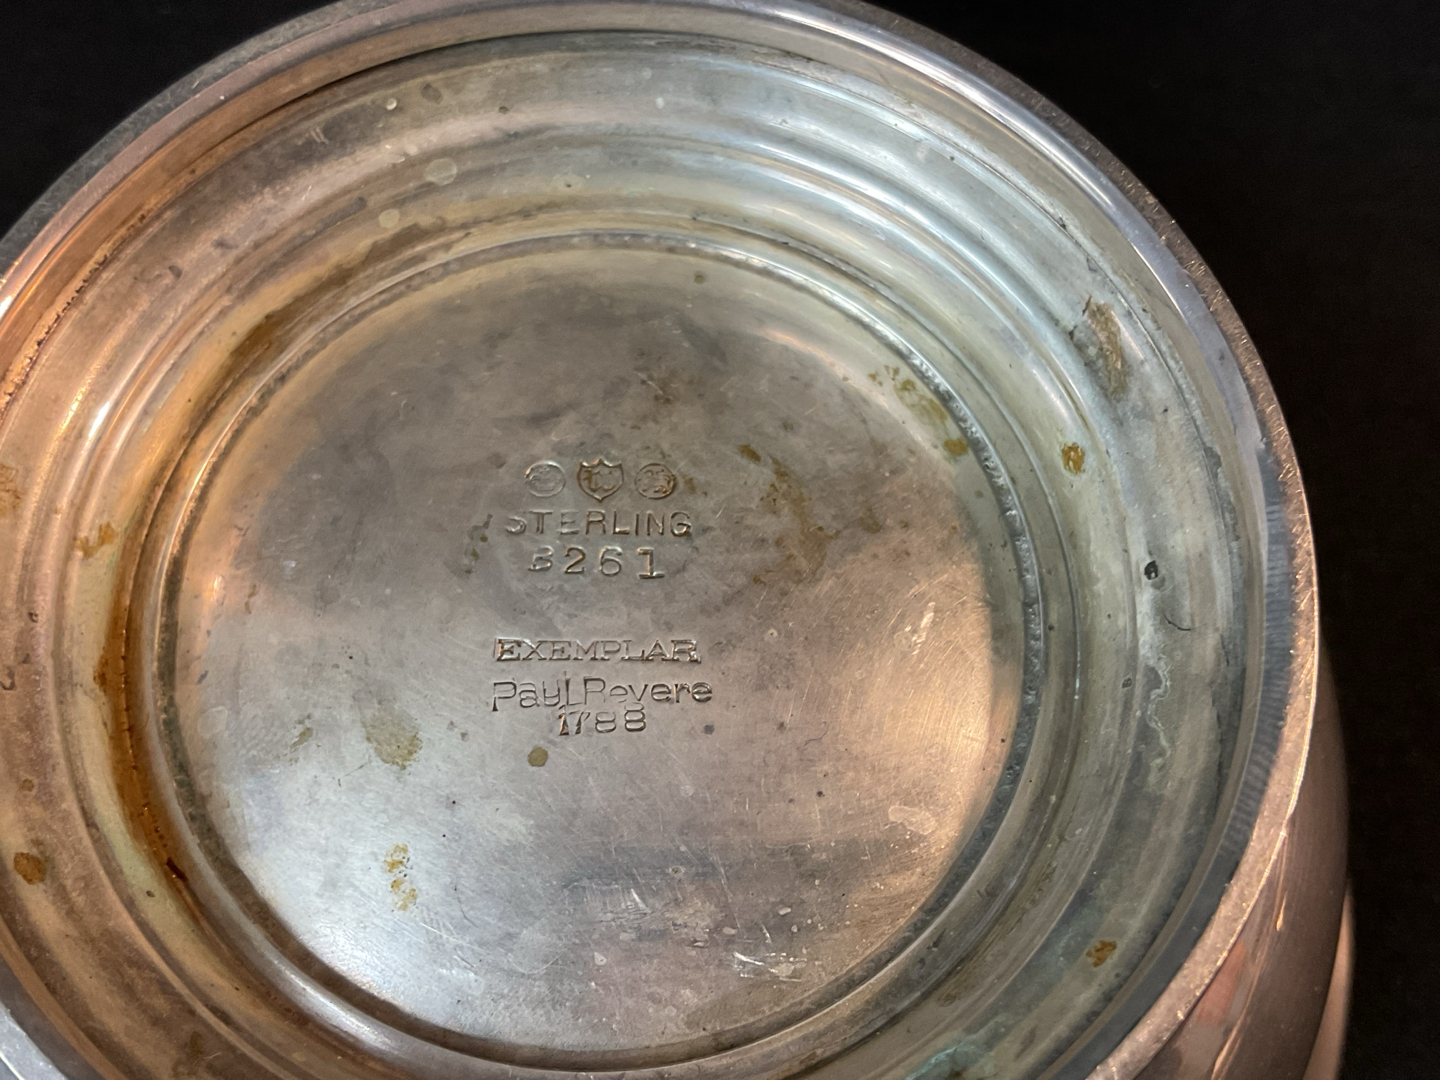 STERLING
B261
EXEMPLAR
Paul Revere
1788